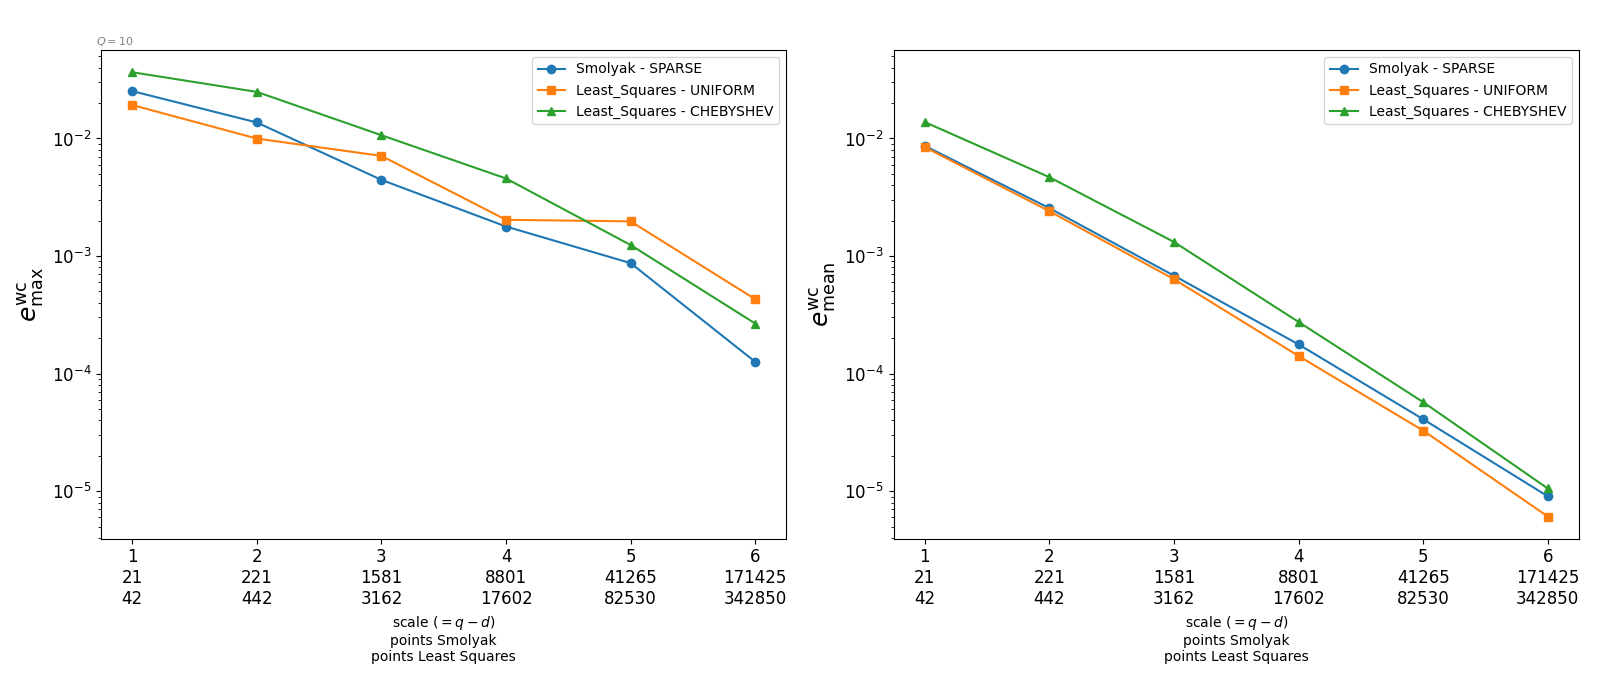 Q = 10
Smolyak - SPARSE
Least_Squares - UNIFORM
Least_Squares - CHEBYSHEV
10⁻²
10⁻³
10⁻⁴
10⁻⁵
e^wc_max
1 2 3 4 5 6
21 221 1581 8801 41265 171425
42 442 3162 17602 82530 342850
scale (= q − d)
points Smolyak
points Least Squares
Smolyak - SPARSE
Least_Squares - UNIFORM
Least_Squares - CHEBYSHEV
10⁻²
10⁻³
10⁻⁴
10⁻⁵
e^wc_mean
1 2 3 4 5 6
21 221 1581 8801 41265 171425
42 442 3162 17602 82530 342850
scale (= q − d)
points Smolyak
points Least Squares